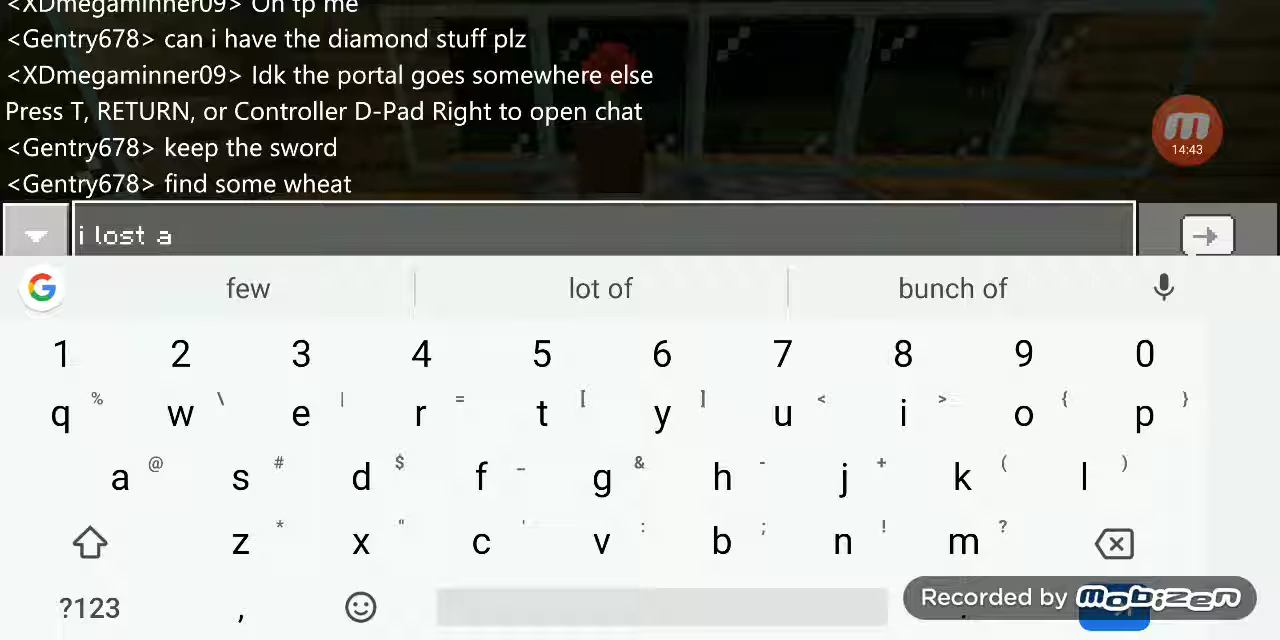 <XDmegaminner09> Oh tp me
<Gentry678> can i have the diamond stuff plz
<XDmegaminner09> Idk the portal goes somewhere else
Press T, RETURN, or Controller D-Pad Right to open chat
<Gentry678> keep the sword
<Gentry678> find some wheat
14:43
i lost a
few lot of bunch of
1 2 3 4 5 6 7 8 9 0
q % w \ e | r = t [ y ] u < i > o { p }
a @ s # d $ f _ g & h - j + k ( l )
z * x " c ' v : b ; n ! m ?
?123 , .
Recorded by mobizen